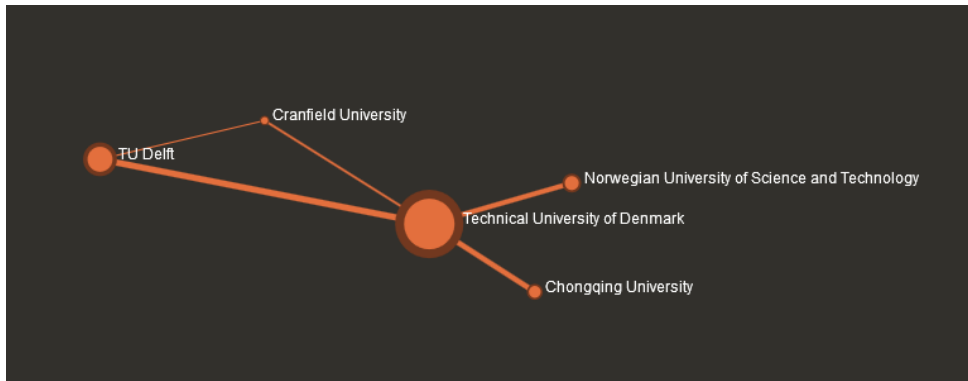 Cranfield University
TU Delft
Norwegian University of Science and Technology
Technical University of Denmark
Chongqing University